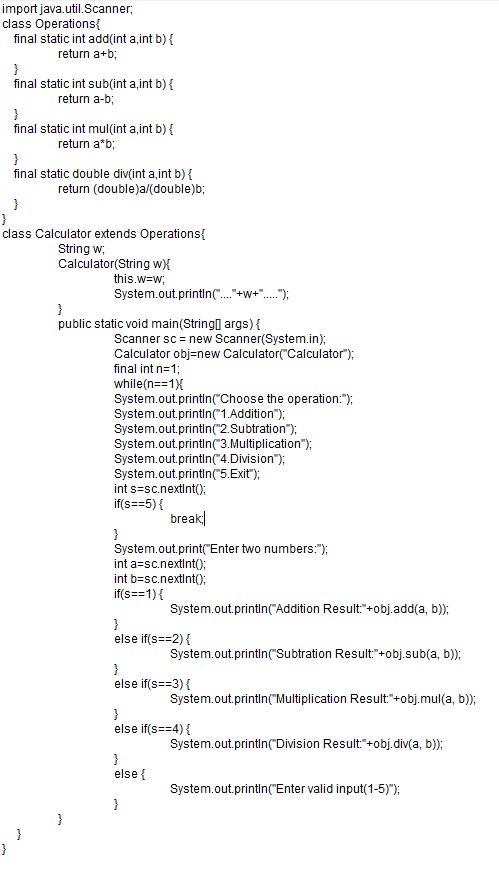 import java.util.Scanner;
class Operations{
final static int add(int a,int b) {
return a+b;
}
final static int sub(int a,int b) {
return a-b;
}
final static int mul(int a,int b) {
return a*b;
}
final static double div(int a,int b) {
return (double)a/(double)b;
}
}
class Calculator extends Operations{
String w;
Calculator(String w){
this.w=w;
System.out.println("...."+w+".....");
}
public static void main(String[] args) {
Scanner sc = new Scanner(System.in);
Calculator obj=new Calculator("Calculator");
final int n=1;
while(n==1){
System.out.println("Choose the operation:");
System.out.println("1.Addition");
System.out.println("2.Subtration");
System.out.println("3.Multiplication");
System.out.println("4.Division");
System.out.println("5.Exit");
int s=sc.nextInt();
if(s==5) {
break;
}
System.out.print("Enter two numbers:");
int a=sc.nextInt();
int b=sc.nextInt();
if(s==1) {
System.out.println("Addition Result:"+obj.add(a, b));
}
else if(s==2) {
System.out.println("Subtration Result:"+obj.sub(a, b));
}
else if(s==3) {
System.out.println("Multiplication Result:"+obj.mul(a, b));
}
else if(s==4) {
System.out.println("Division Result:"+obj.div(a, b));
}
else {
System.out.println("Enter valid input(1-5)");
}
}
}
}